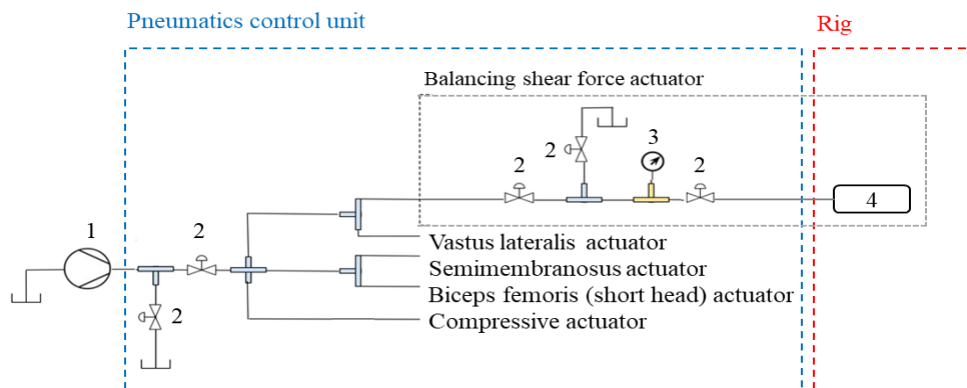 Pneumatics control unit
Rig
Balancing shear force actuator
3
2
2
2
4
1
2
Vastus lateralis actuator
Semimembranosus actuator
Biceps femoris (short head) actuator
2
Compressive actuator